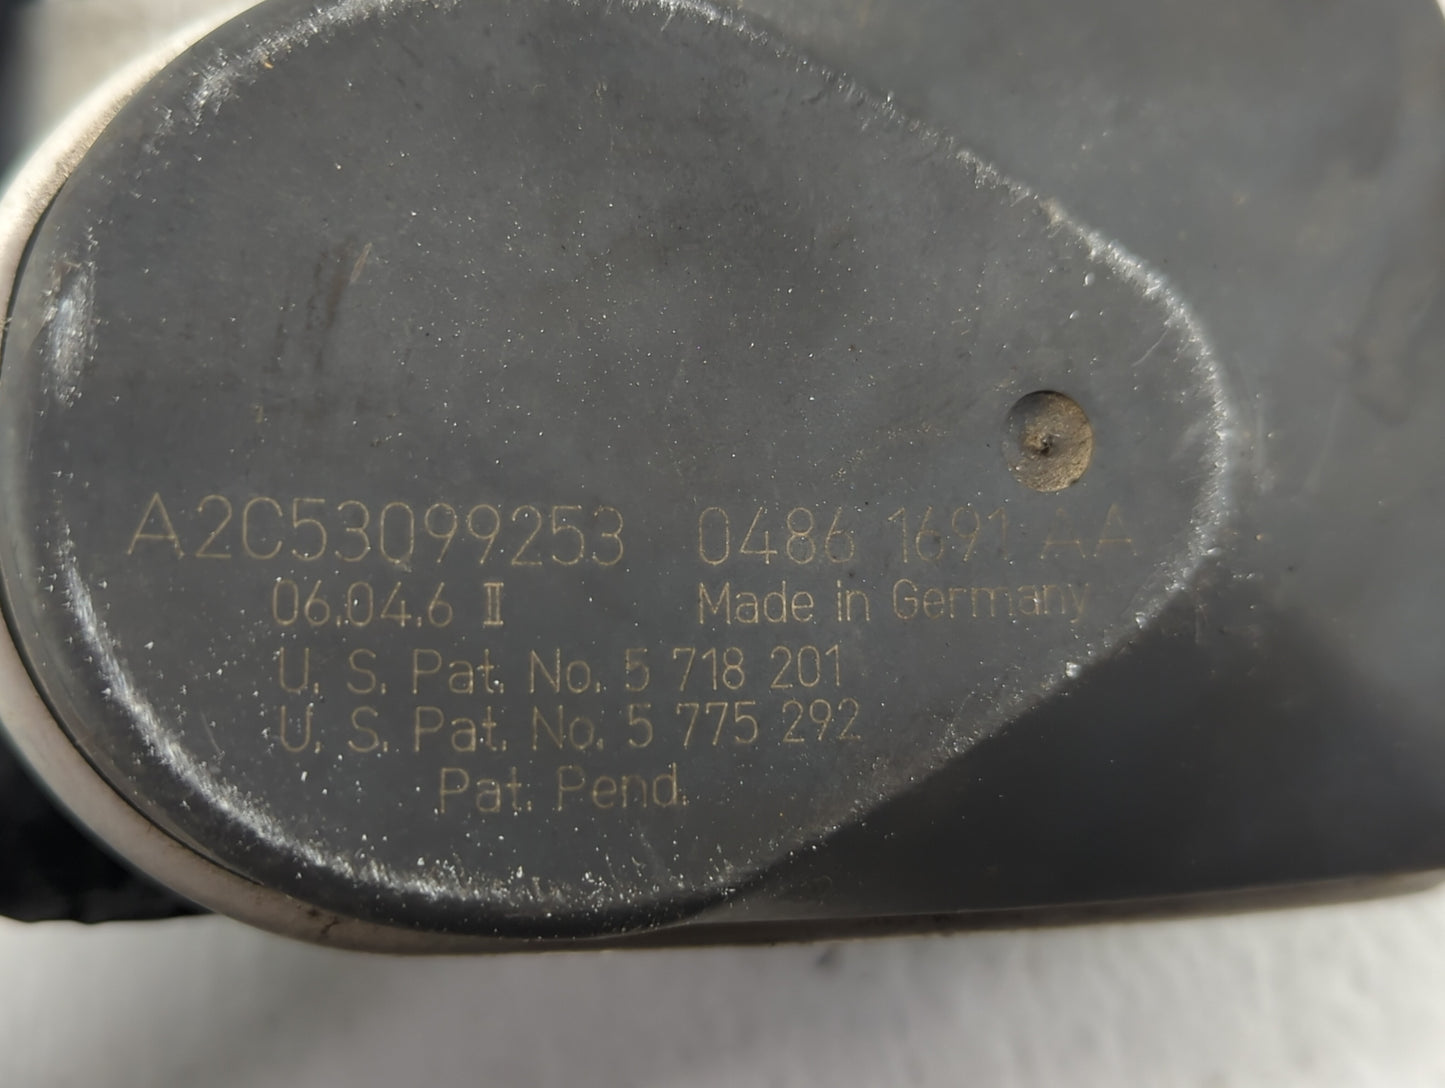 A2C53099253 0486 1691 AA
06.04.6 II Made in Germany
U. S. Pat. No. 5 718 201
U. S. Pat. No. 5 775 292
Pat. Pend.